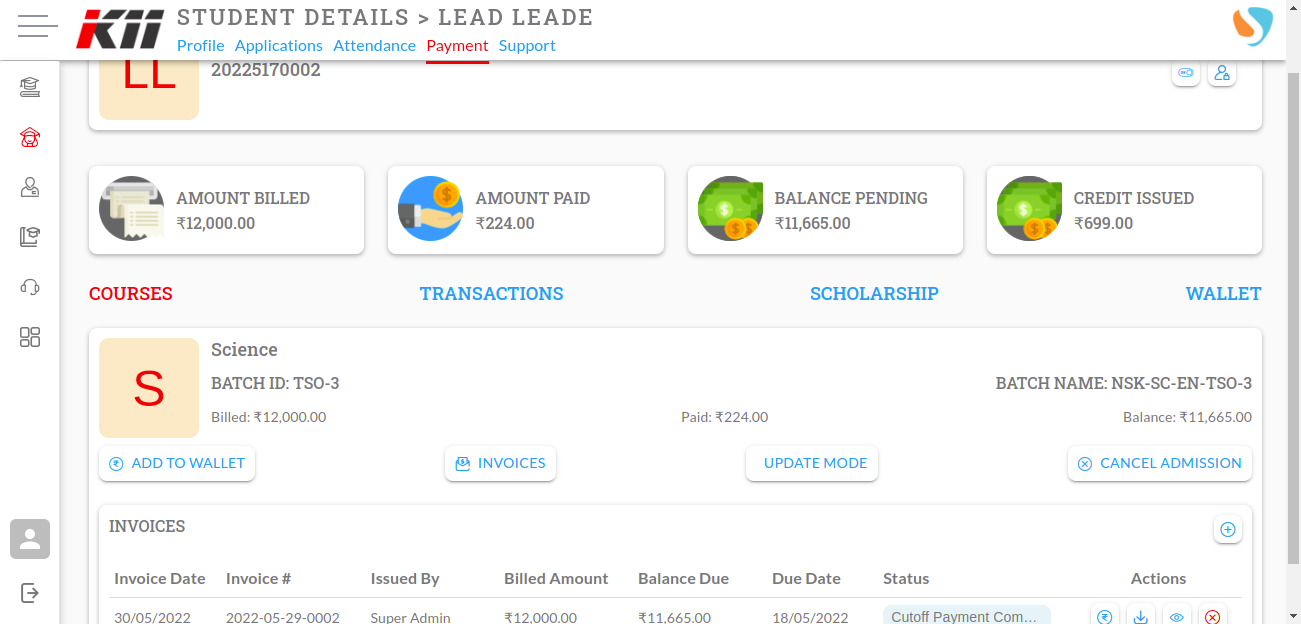 KII
STUDENT DETAILS > LEAD LEADE
Profile Applications Attendance Payment Support
LL
20225170002
AMOUNT BILLED
₹12,000.00
AMOUNT PAID
₹224.00
BALANCE PENDING
₹11,665.00
CREDIT ISSUED
₹699.00
COURSES TRANSACTIONS SCHOLARSHIP WALLET
S
Science
BATCH ID: TSO-3 BATCH NAME: NSK-SC-EN-TSO-3
Billed: ₹12,000.00 Paid: ₹224.00 Balance: ₹11,665.00
ADD TO WALLET INVOICES UPDATE MODE CANCEL ADMISSION
INVOICES
Invoice Date Invoice # Issued By Billed Amount Balance Due Due Date Status Actions
30/05/2022 2022-05-29-0002 Super Admin ₹12,000.00 ₹11,665.00 18/05/2022 Cutoff Payment Com...